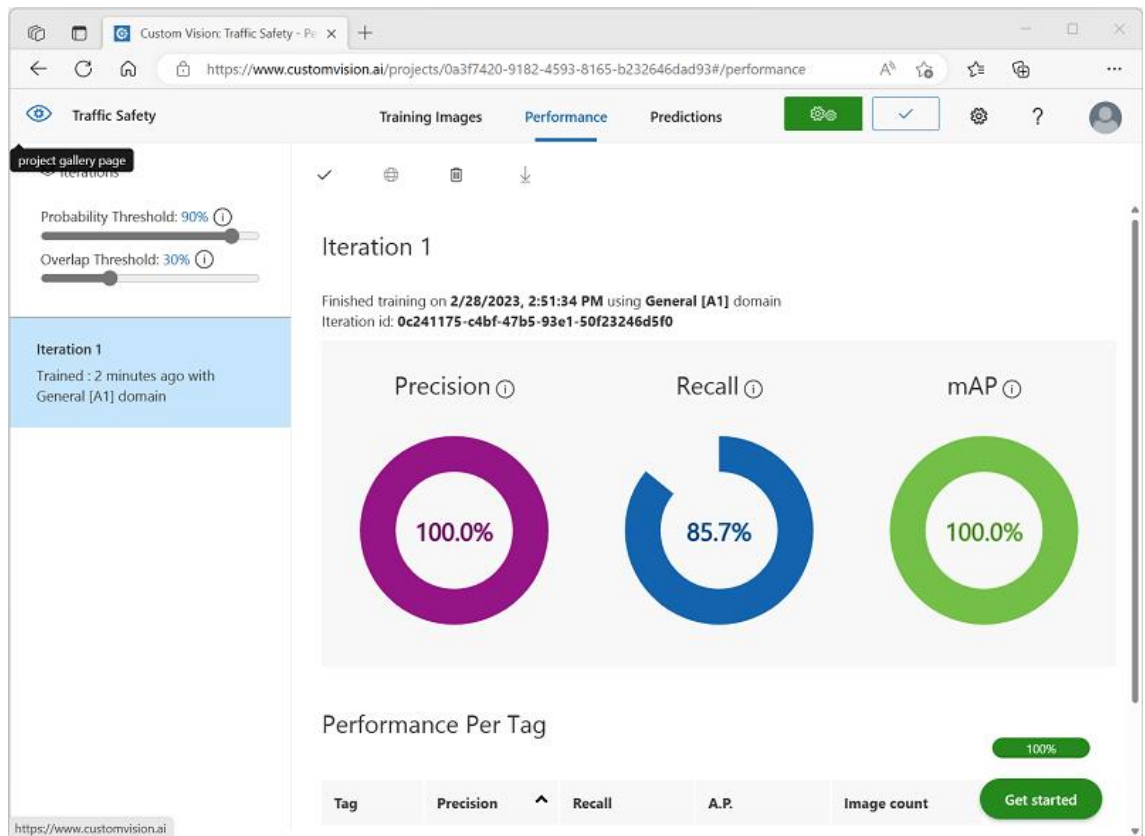 Custom Vision: Traffic Safety - Pe
https://www.customvision.ai/projects/0a3f7420-9182-4593-8165-b232646dad93#/performance
Traffic Safety
Training Images
Performance
Predictions
?
project gallery page
Iterations
Probability Threshold: 90%
Overlap Threshold: 30%
Iteration 1
Trained : 2 minutes ago with
General [A1] domain
Iteration 1
Finished training on 2/28/2023, 2:51:34 PM using General [A1] domain
Iteration id: 0c241175-c4bf-47b5-93e1-50f23246d5f0
Precision
Recall
mAP
100.0%
85.7%
100.0%
Performance Per Tag
100%
Tag
Precision
Recall
A.P.
Image count
Get started
https://www.customvision.ai